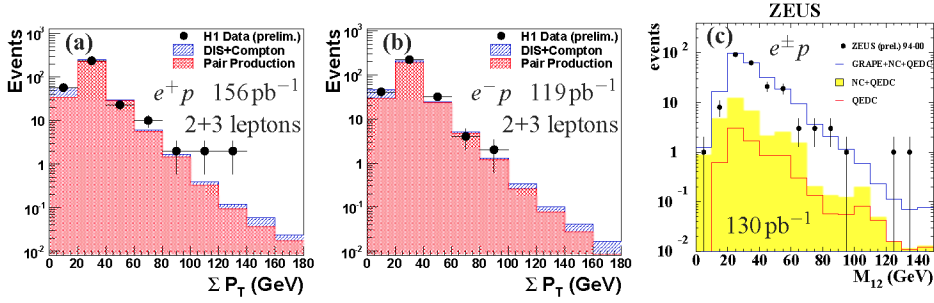 (a)
H1 Data (prelim.)
DIS+Compton
Pair Production
e⁺p 156 pb⁻¹
2+3 leptons
Events
10²
10
1
10⁻¹
10⁻²
0 20 40 60 80 100 120 140 160 180
Σ P_T (GeV)
(b)
H1 Data (prelim.)
DIS+Compton
Pair Production
e⁻p 119 pb⁻¹
2+3 leptons
Events
10²
10
1
10⁻¹
10⁻²
0 20 40 60 80 100 120 140 160 180
Σ P_T (GeV)
ZEUS
(c)
e±p
ZEUS (prel.) 94-00
GRAPE+NC+QEDC
NC+QEDC
QEDC
130 pb⁻¹
events
10²
10
1
10⁻¹
10⁻²
0 20 40 60 80 100 120 140
M₁₂ (GeV)